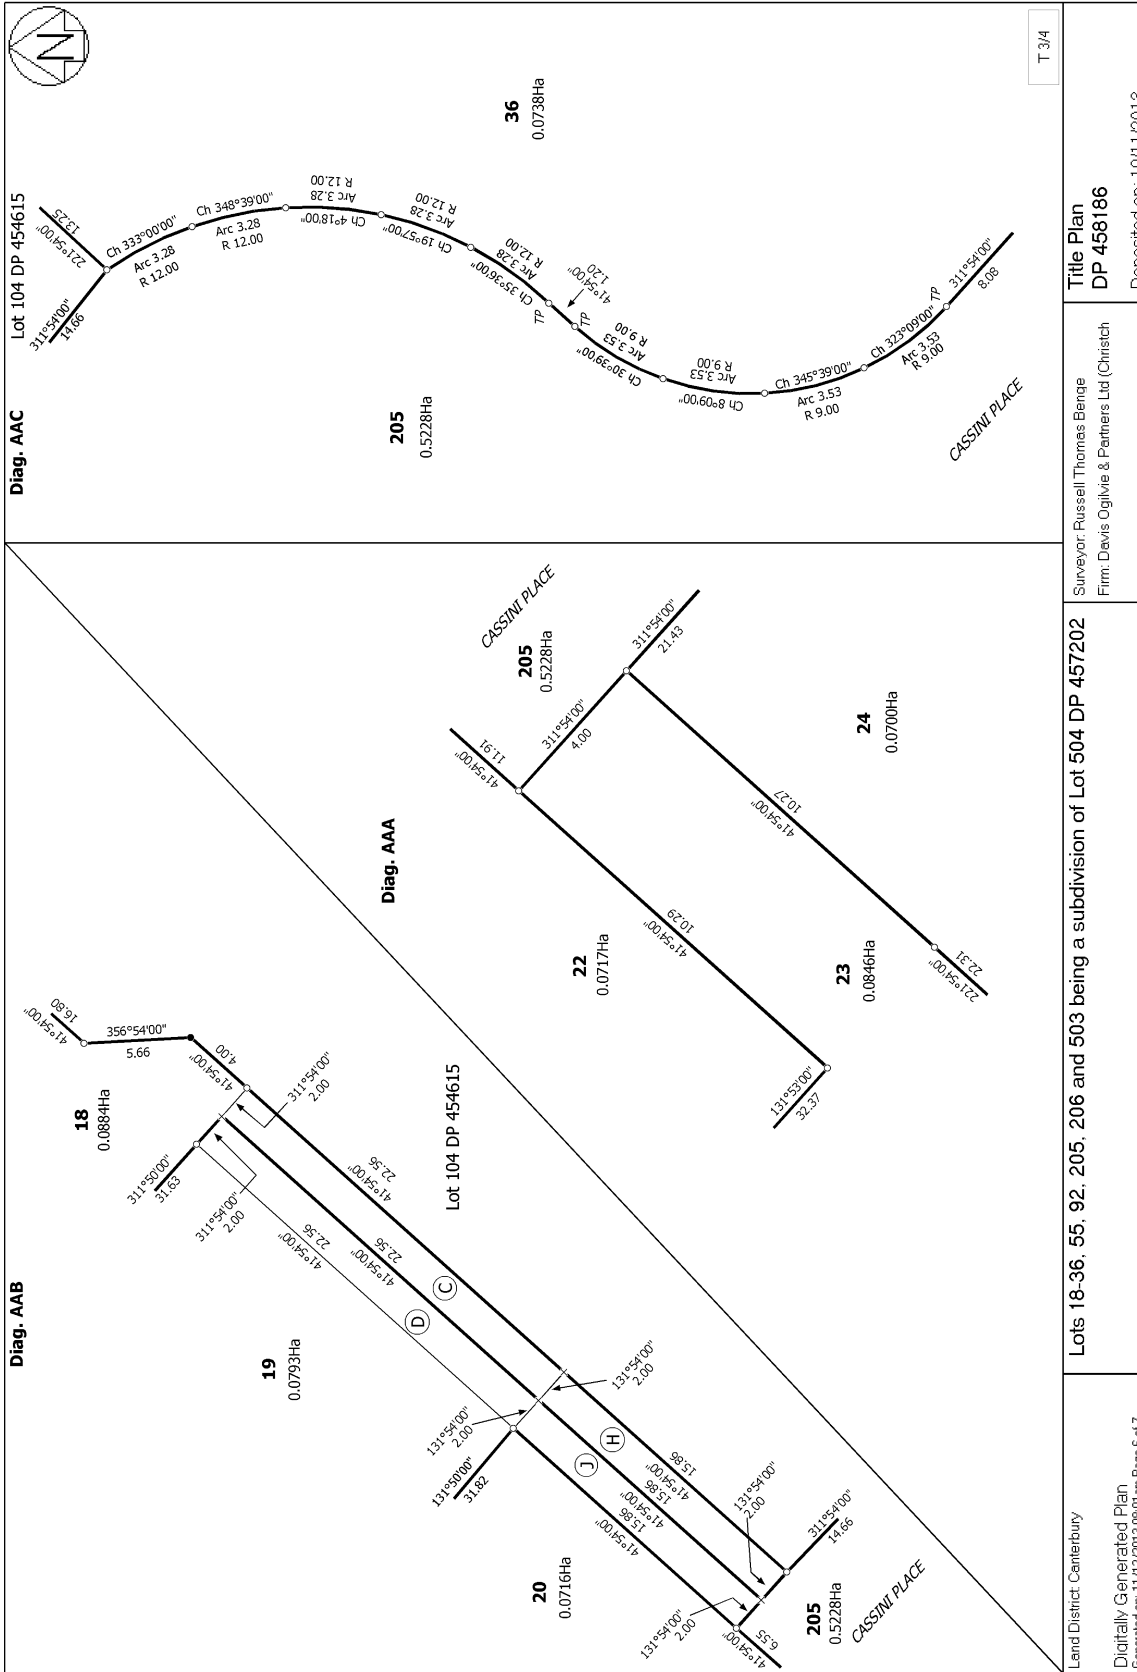 Diag. AAB
18
0.0884Ha
41°54'00"
16.80
356°54'00"
5.66
41°54'00"
4.00
311°54'00"
2.00
311°50'00"
31.63
311°54'00"
2.00
41°54'00"
22.56
41°54'00"
22.56
41°54'00"
22.56
D
C
19
0.0793Ha
Lot 104 DP 454615
131°54'00"
2.00
131°54'00"
2.00
131°50'00"
31.82
J
H
41°54'00"
15.86
41°54'00"
15.86
41°54'00"
15.86
131°54'00"
2.00
131°54'00"
2.00
311°54'00"
14.66
41°54'00"
6.55
20
0.0716Ha
205
0.5228Ha
CASSINI PLACE
Diag. AAA
CASSINI PLACE
205
0.5228Ha
41°54'00"
11.91
311°54'00"
4.00
311°54'00"
21.43
22
0.0717Ha
41°54'00"
10.29
41°54'00"
10.27
24
0.0700Ha
23
0.0846Ha
131°53'00"
32.37
221°54'00"
22.31
Diag. AAC
Lot 104 DP 454615
N
311°54'00"
14.66
221°54'00"
13.25
Ch 333°00'00"
Arc 3.28
R 12.00
Ch 348°39'00"
Arc 3.28
R 12.00
Ch 4°18'00"
Arc 3.28
R 12.00
Ch 19°57'00"
Arc 3.28
R 12.00
Ch 35°36'00"
Arc 3.28
R 12.00
TP
41°54'00"
1.20
TP
Ch 30°39'00"
Arc 3.53
R 9.00
Ch 8°09'00"
Arc 3.53
R 9.00
Ch 345°39'00"
Arc 3.53
R 9.00
Ch 323°09'00"
Arc 3.53
R 9.00
TP
311°54'00"
8.08
36
0.0738Ha
205
0.5228Ha
CASSINI PLACE
T 3/4
Land District: Canterbury
Digitally Generated Plan
Lots 18-36, 55, 92, 205, 206 and 503 being a subdivision of Lot 504 DP 457202
Surveyor: Russell Thomas Benge
Firm: Davis Ogilvie & Partners Ltd (Christch
Title Plan
DP 458186
Deposited on: